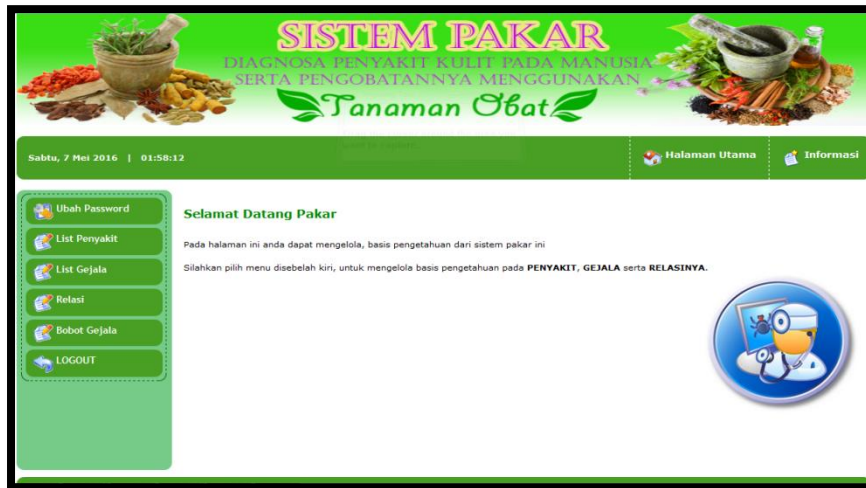 SISTEM PAKAR
DIAGNOSA PENYAKIT KULIT PADA MANUSIA
SERTA PENGOBATANNYA MENGGUNAKAN
Tanaman Obat
Sabtu, 7 Mei 2016 | 01:58:12
Halaman Utama
Informasi
Ubah Password
List Penyakit
List Gejala
Relasi
Bobot Gejala
LOGOUT
Selamat Datang Pakar
Pada halaman ini anda dapat mengelola, basis pengetahuan dari sistem pakar ini
Silahkan pilih menu disebelah kiri, untuk mengelola basis pengetahuan pada PENYAKIT, GEJALA serta RELASINYA.